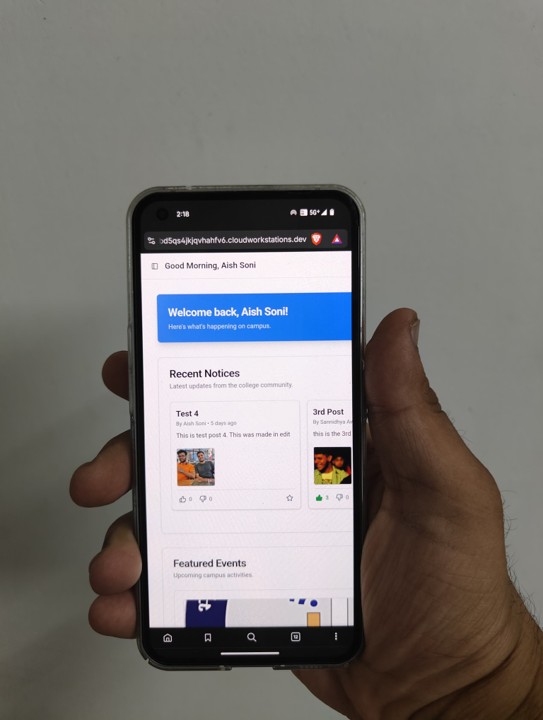 2:18
5G+
od5qs4jkjqvhahfv6.cloudworkstations.dev
Good Morning, Aish Soni
Welcome back, Aish Soni!
Here's what's happening on campus.
Recent Notices
Latest updates from the college community.
Test 4
By Aish Soni • 5 days ago
This is test post 4. This was made in edit
0 0
3rd Post
By Samridhya
this is the 3rd
3 0
Featured Events
Upcoming campus activities.